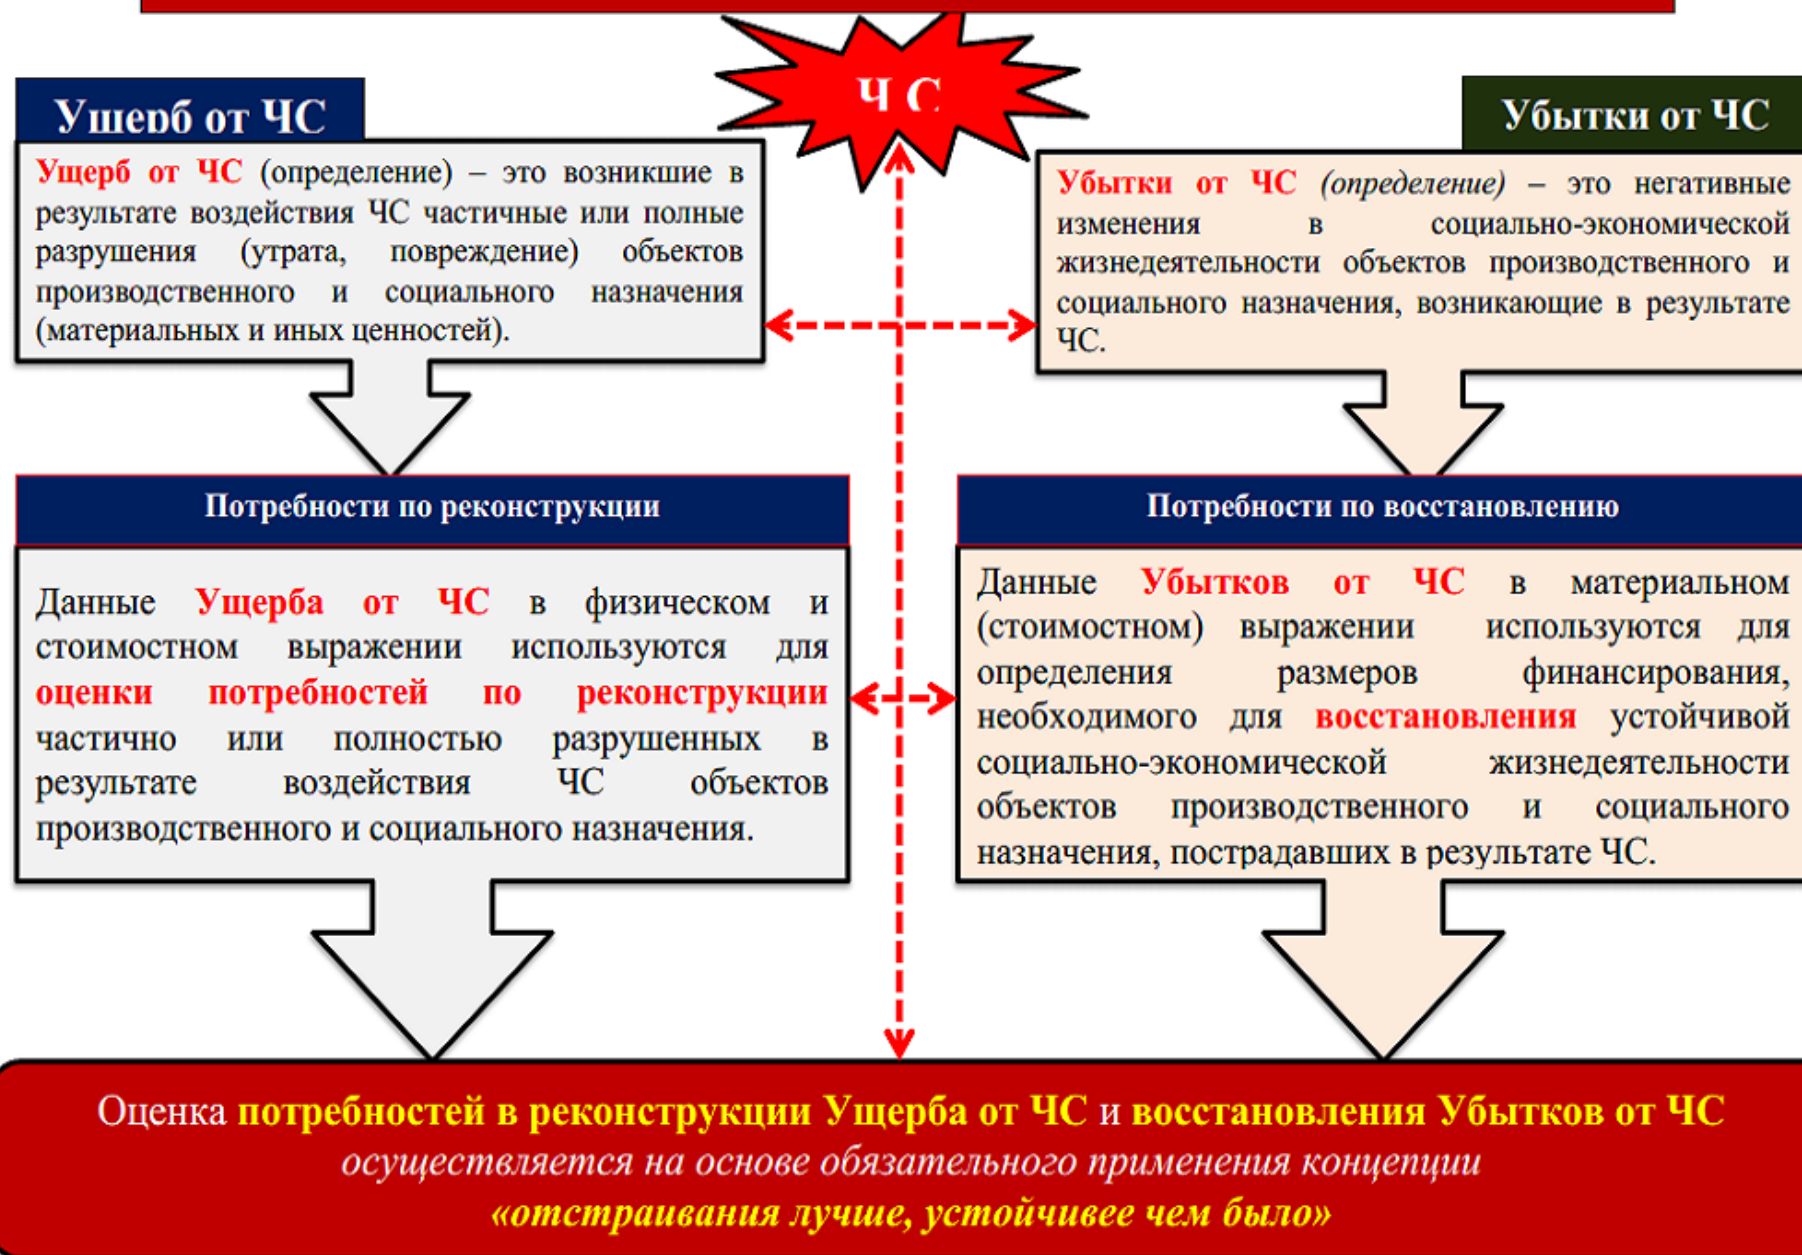 Ч С
Ущерб от ЧС
Ущерб от ЧС (определение) – это возникшие в
результате воздействия ЧС частичные или полные
разрушения (утрата, повреждение) объектов
производственного и социального назначения
(материальных и иных ценностей).
Убытки от ЧС
Убытки от ЧС (определение) – это негативные
изменения в социально-экономической
жизнедеятельности объектов производственного и
социального назначения, возникающие в результате
ЧС.
Потребности по реконструкции
Данные Ущерба от ЧС в физическом и
стоимостном выражении используются для
оценки потребностей по реконструкции
частично или полностью разрушенных в
результате воздействия ЧС объектов
производственного и социального назначения.
Потребности по восстановлению
Данные Убытков от ЧС в материальном
(стоимостном) выражении используются для
определения размеров финансирования,
необходимого для восстановления устойчивой
социально-экономической жизнедеятельности
объектов производственного и социального
назначения, пострадавших в результате ЧС.
Оценка потребностей в реконструкции Ущерба от ЧС и восстановления Убытков от ЧС
осуществляется на основе обязательного применения концепции
«отстраивания лучше, устойчивее чем было»